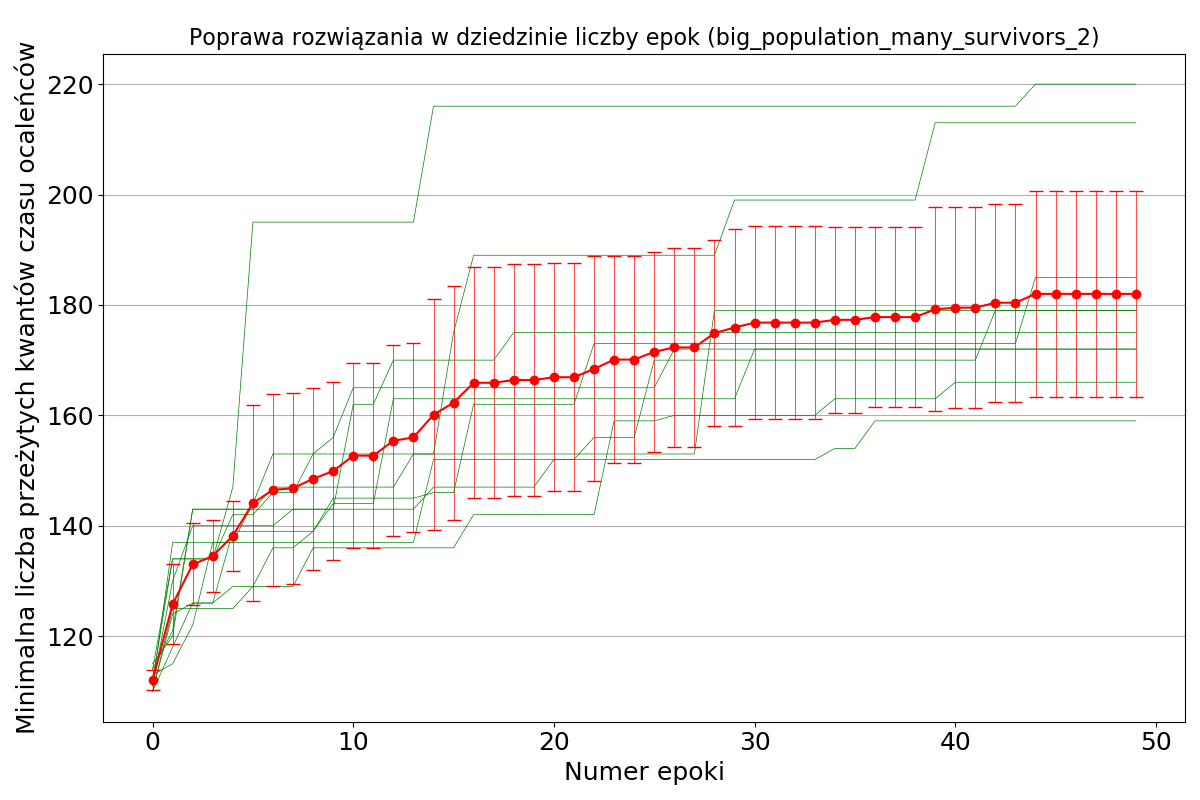 Poprawa rozwiązania w dziedzinie liczby epok (big_population_many_survivors_2)
Minimalna liczba przeżytych kwantów czasu ocaleńców
220
200
180
160
140
120
0 10 20 30 40 50
Numer epoki